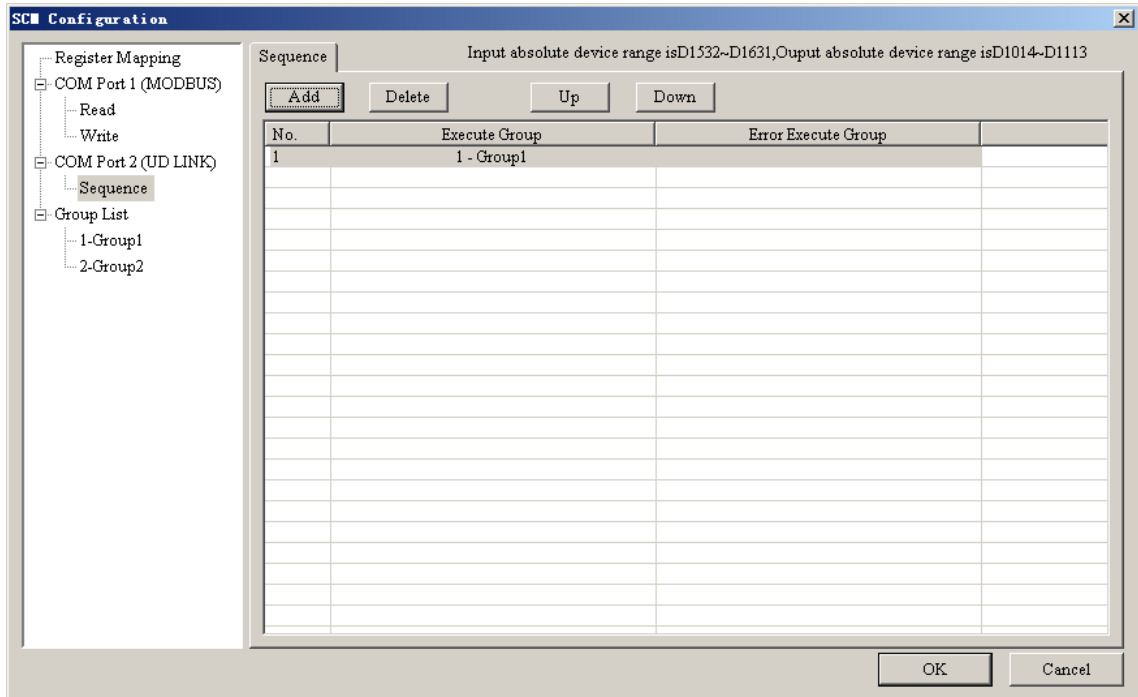 SCM Configuration
Register Mapping
COM Port 1 (MODBUS)
Read
Write
COM Port 2 (UD LINK)
Sequence
Group List
1-Group1
2-Group2
Sequence
Input absolute device range isD1532~D1631,Ouput absolute device range isD1014~D1113
Add Delete Up Down
No. Execute Group Error Execute Group
1 1 - Group1
OK Cancel